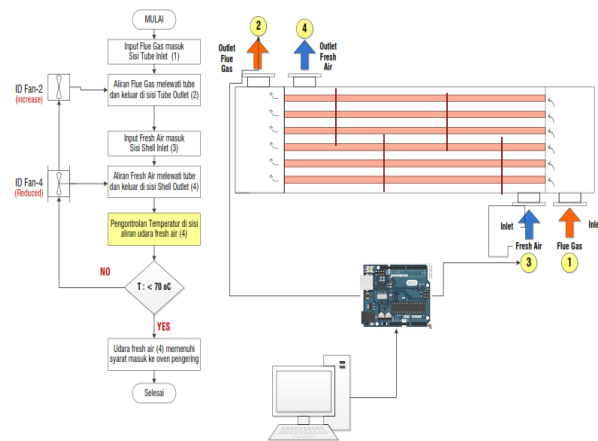 MULAI
Input Flue Gas masuk
Sisi Tube Inlet (1)
ID Fan-2
(increase)
Aliran Flue Gas melewati tube
dan keluar di sisi Tube Outlet (2)
Input Fresh Air masuk
Sisi Shell Inlet (3)
ID Fan-4
(Reduced)
Aliran Fresh Air melewati tube
dan keluar di sisi Shell Outlet (4)
Pengontrolan Temperatur di sisi
aliran udara fresh air (4)
NO
T : < 70 oC
YES
Udara fresh air (4) memenuhi
syarat masuk ke oven pengering
Selesai
2
4
Outlet
Flue
Gas
Outlet
Fresh
Air
Inlet
Inle
Fresh Air
Flue Gas
3
1